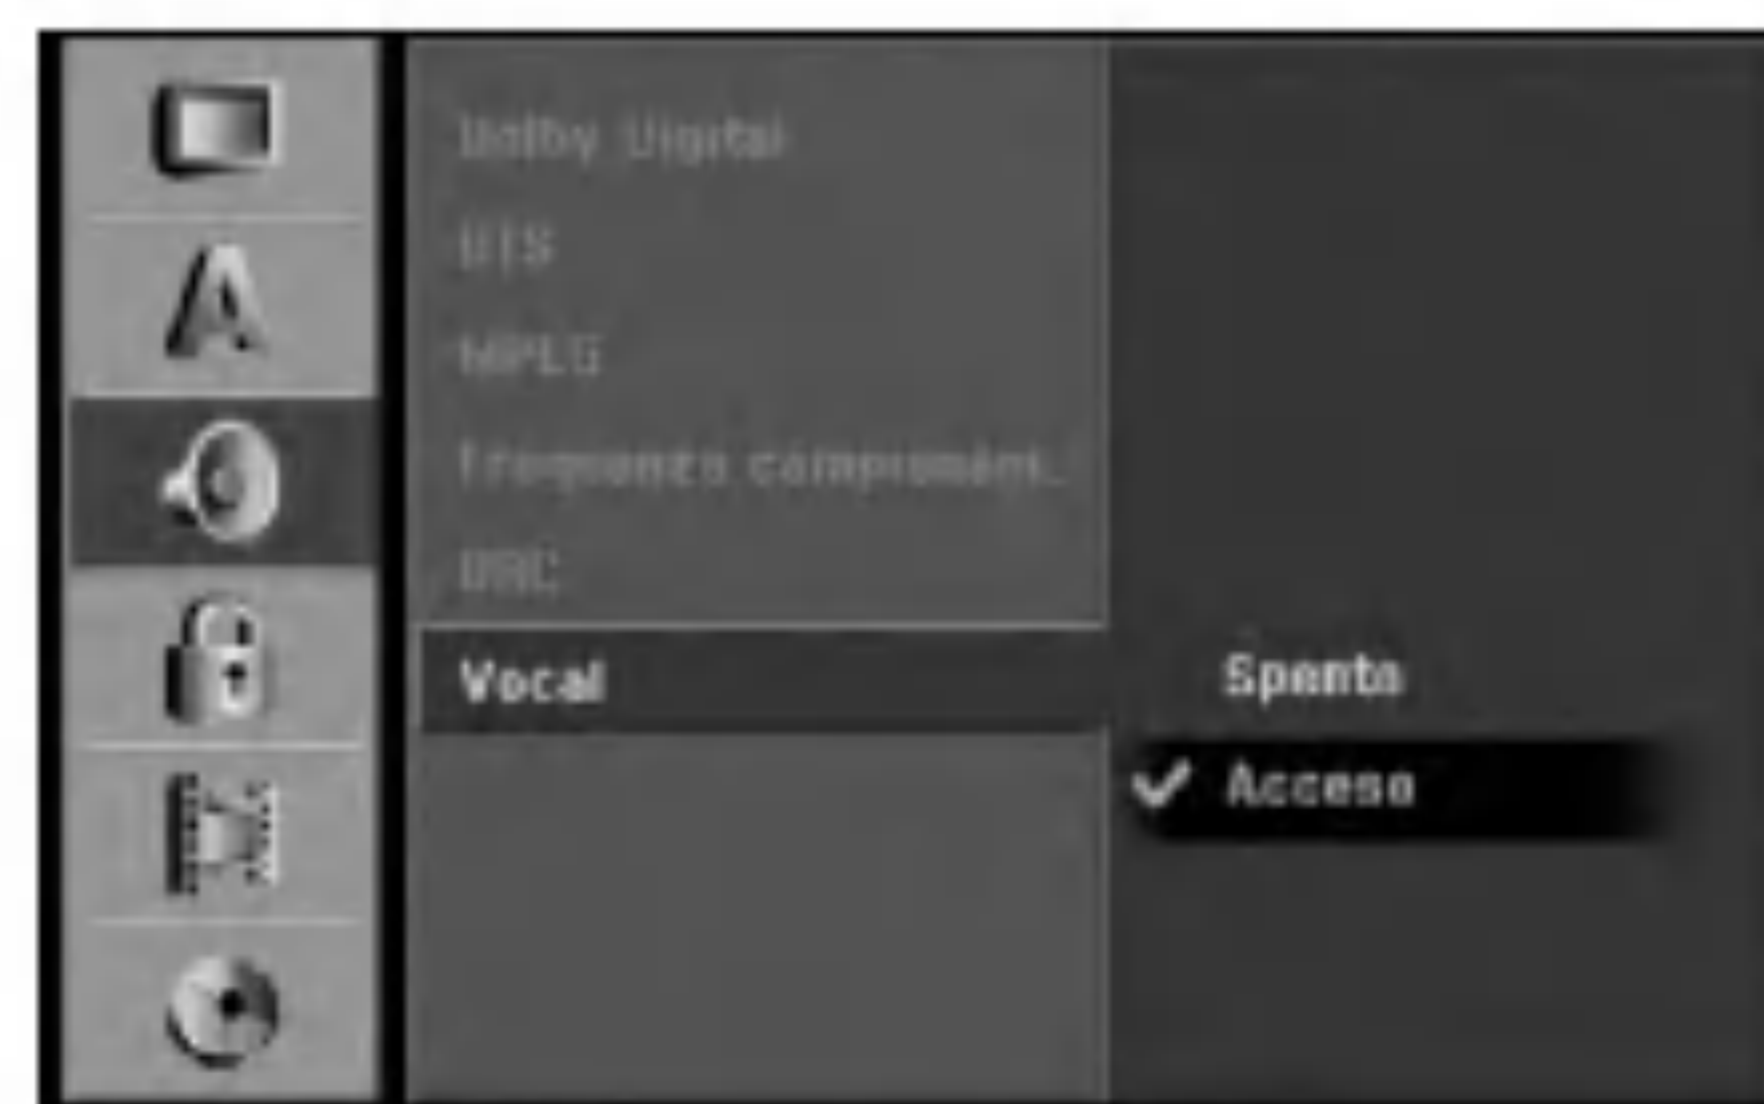 Dolby Digital
DTS
MPEG
Frequenza campionam.
DRC
Vocal
Spento
Acceso